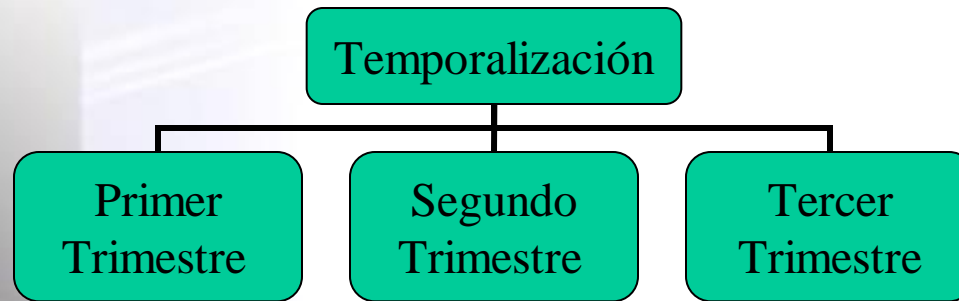 Temporalización
Primer
Trimestre
Segundo
Trimestre
Tercer
Trimestre